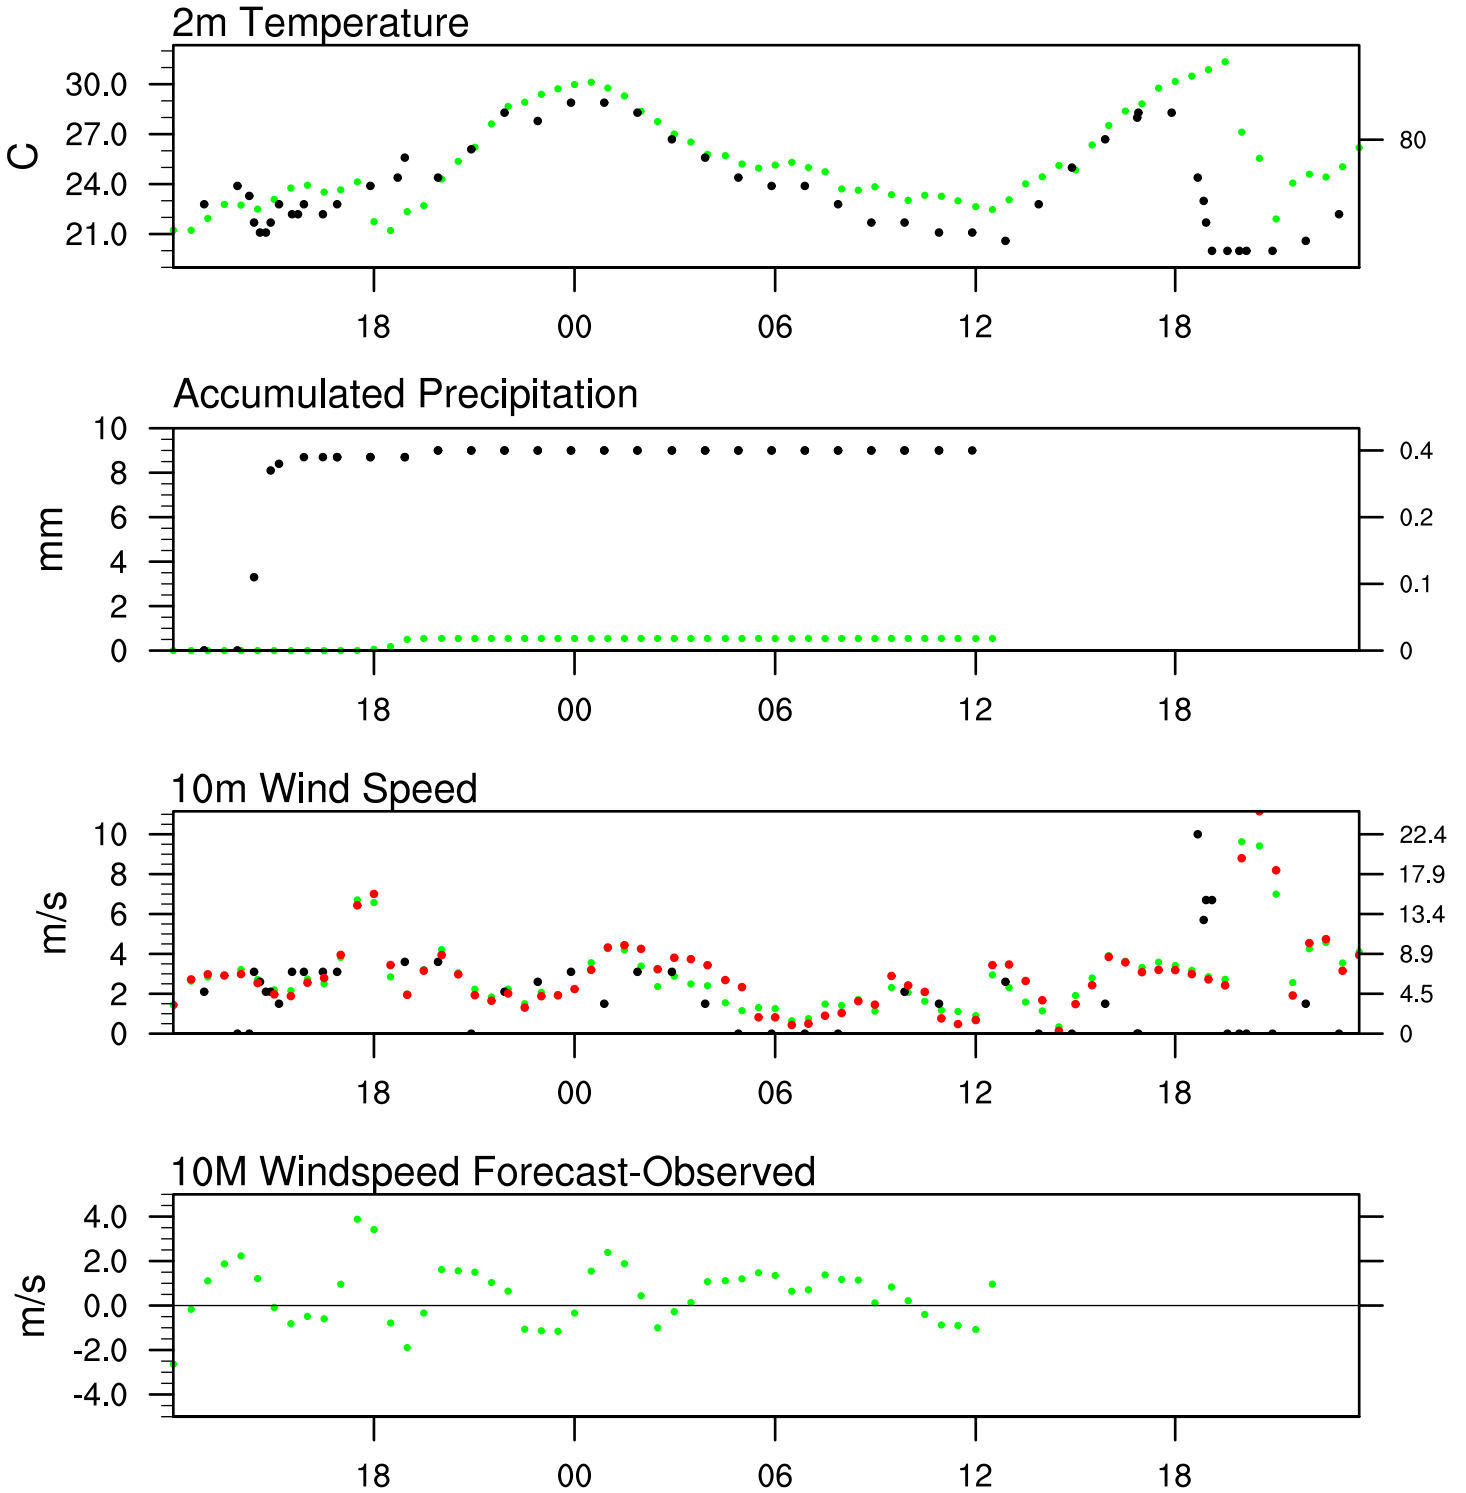 2m Temperature
30.0
27.0
24.0
21.0
C
80
18 00 06 12 18
Accumulated Precipitation
10
8
6
4
2
0
mm
0.4
0.2
0.1
0
18 00 06 12 18
10m Wind Speed
10
8
6
4
2
0
m/s
22.4
17.9
13.4
8.9
4.5
0
18 00 06 12 18
10M Windspeed Forecast-Observed
4.0
2.0
0.0
-2.0
-4.0
m/s
18 00 06 12 18